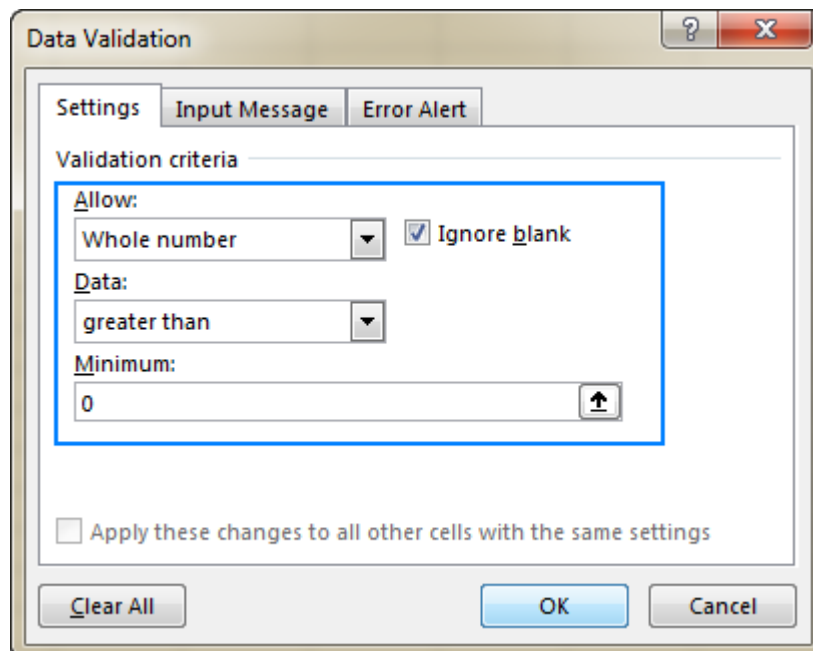 Data Validation
?
Settings Input Message Error Alert
Validation criteria
Allow:
Whole number Ignore blank
Data:
greater than
Minimum:
0
Apply these changes to all other cells with the same settings
Clear All OK Cancel